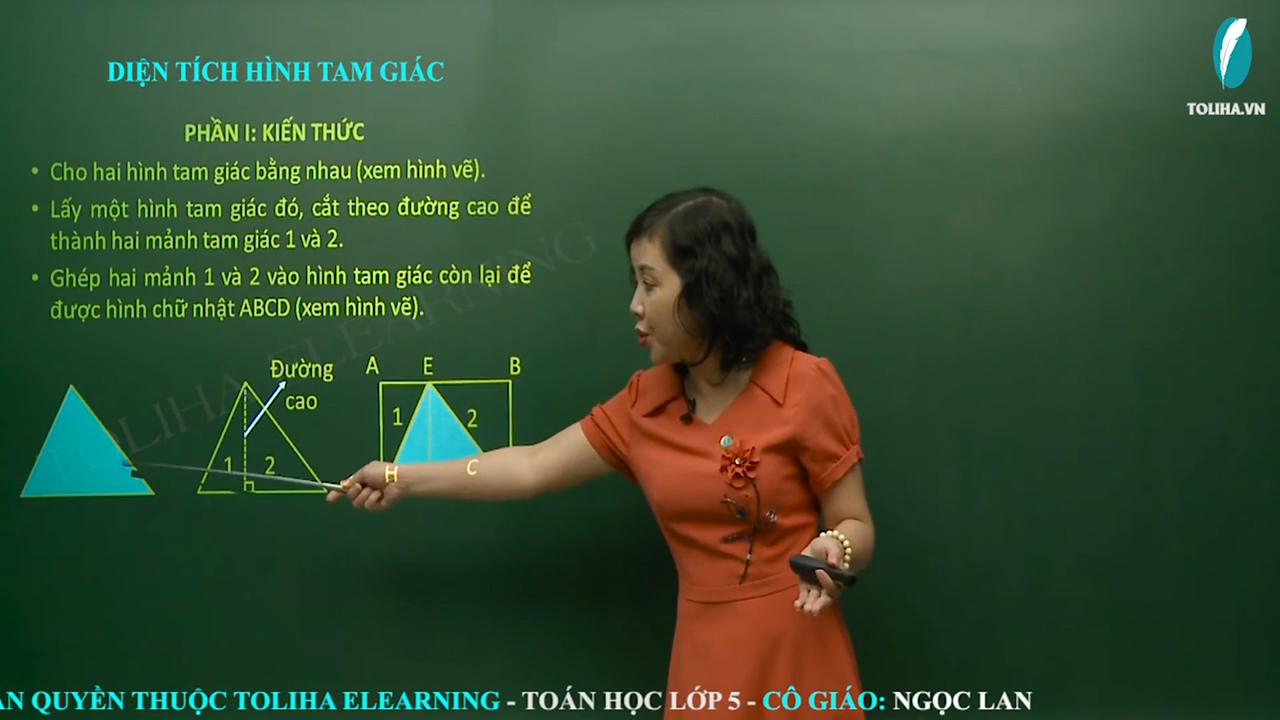 DIỆN TÍCH HÌNH TAM GIÁC
TOLIHA.VN
PHẦN I: KIẾN THỨC
• Cho hai hình tam giác bằng nhau (xem hình vẽ).
• Lấy một hình tam giác đó, cắt theo đường cao để
thành hai mảnh tam giác 1 và 2.
• Ghép hai mảnh 1 và 2 vào hình tam giác còn lại để
được hình chữ nhật ABCD (xem hình vẽ).
TOLIHA ELEARNING
Đường
cao
A E B
1 2
1 2
H C
QUYỀN THUỘC TOLIHA ELEARNING - TOÁN HỌC LỚP 5 - CÔ GIÁO: NGỌC LAN